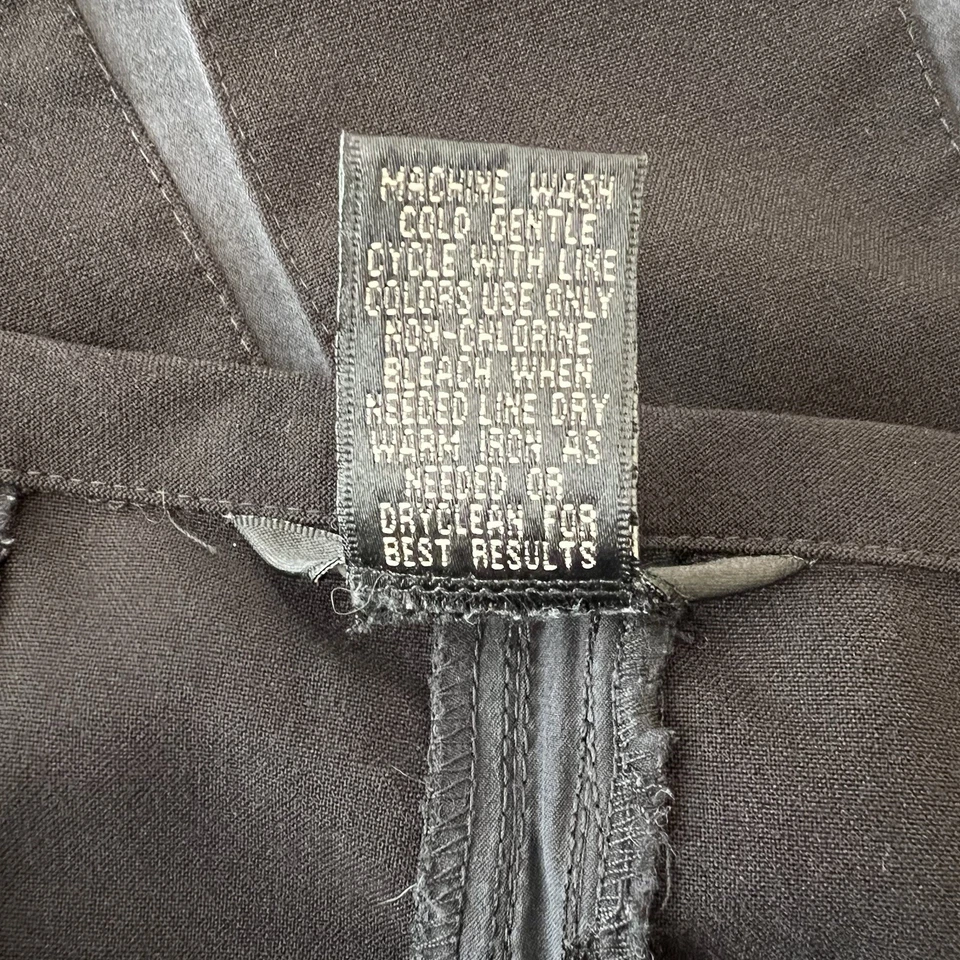 MACHINE WASH
COLD GENTLE
CYCLE WITH LIKE
COLORS USE ONLY
NON-CHLORINE
BLEACH WHEN
NEEDED LINE DRY
WARM IRON AS
NEEDED OR
DRYCLEAN FOR
BEST RESULTS